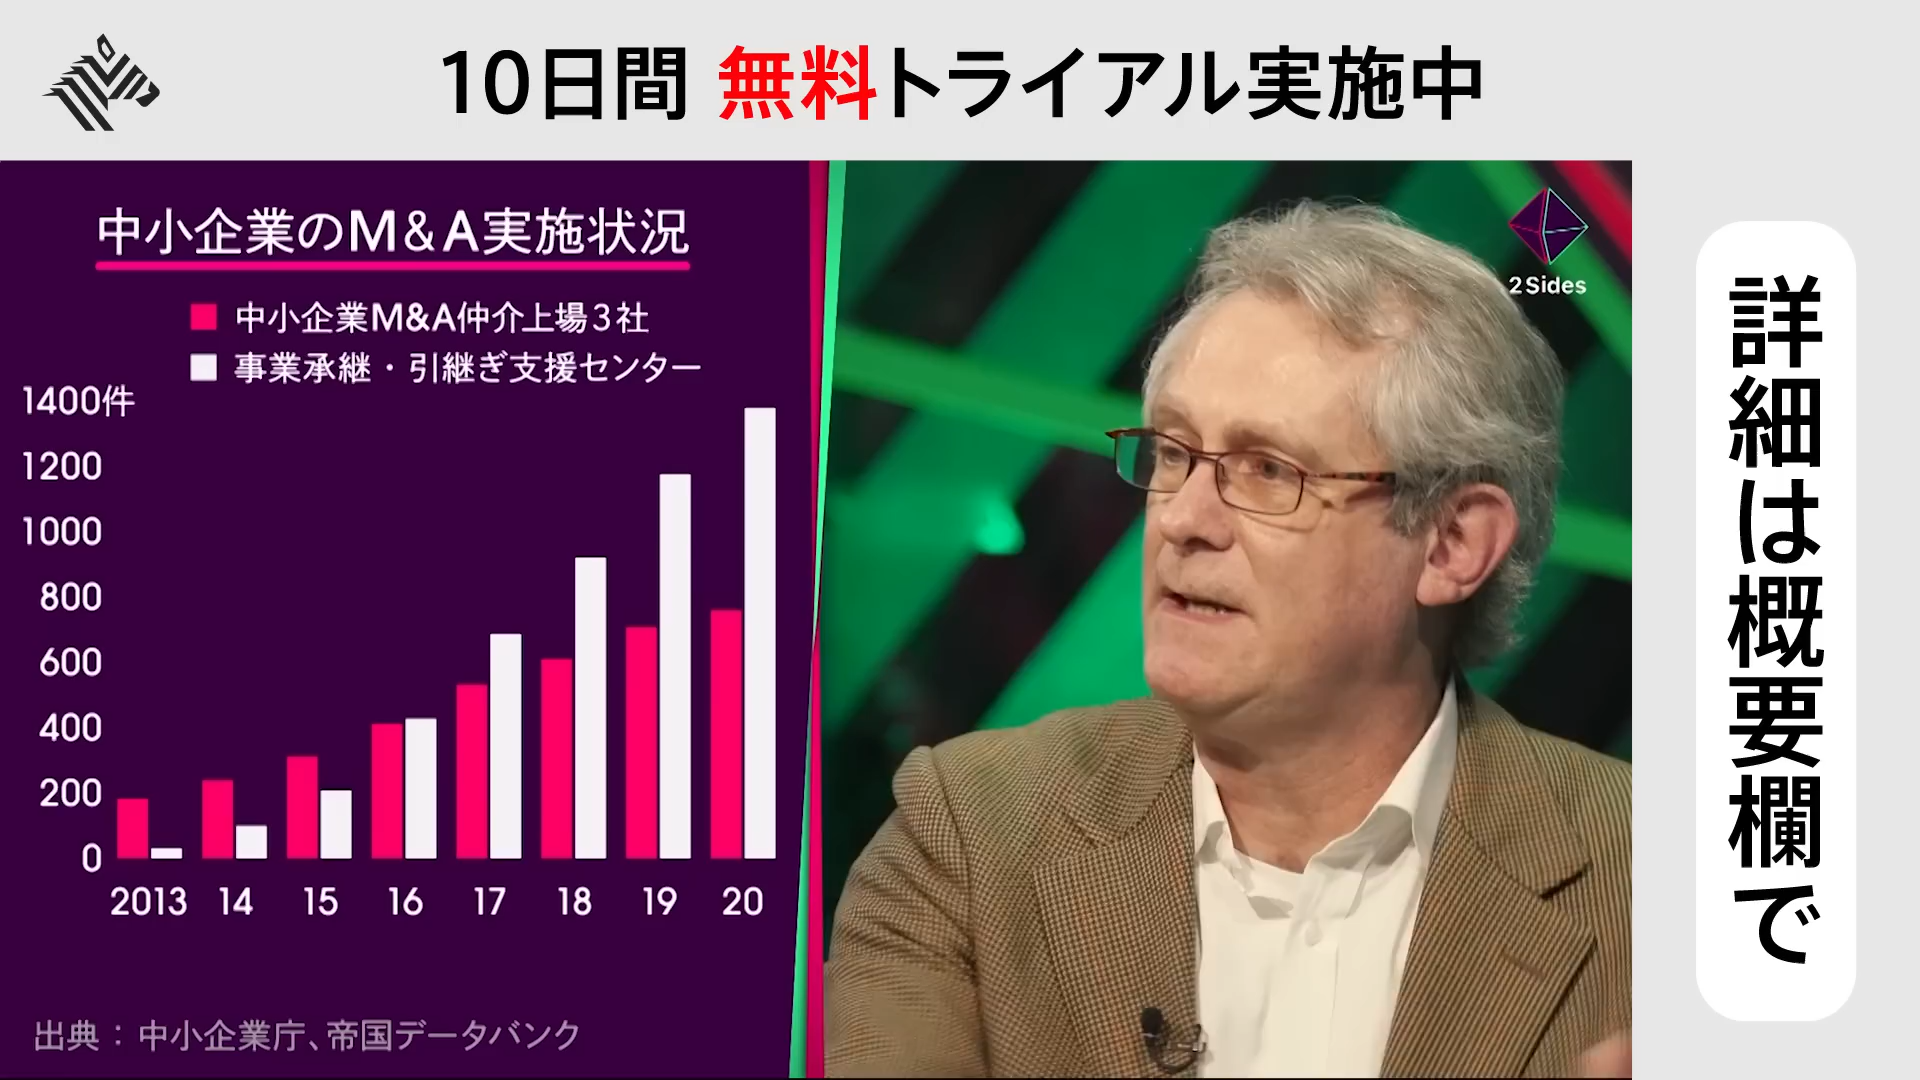 10日間 無料トライアル実施中
中小企業のM&A実施状況
中小企業M&A仲介上場3社
事業承継・引継ぎ支援センター
1400件
1200
1000
800
600
400
200
0
2013 14 15 16 17 18 19 20
出典：中小企業庁、帝国データバンク
2Sides
詳細は概要欄で